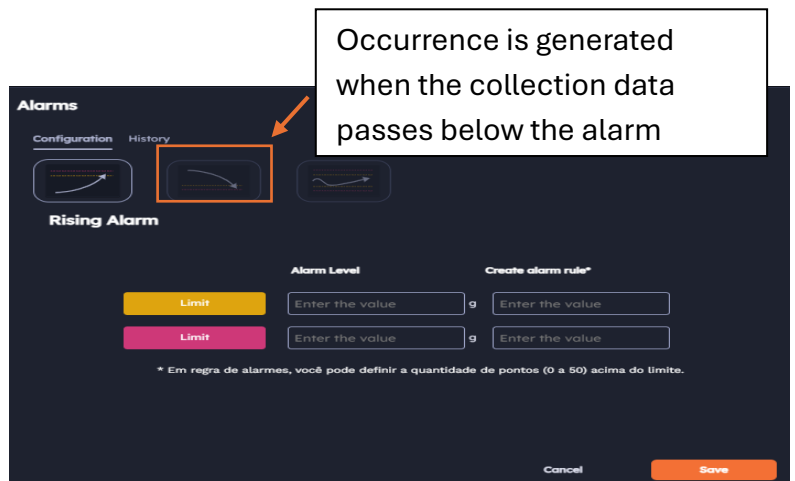 Occurrence is generated
when the collection data
passes below the alarm
Alarms
Configuration History
Rising Alarm
Alarm Level Create alarm rule*
Limit Enter the value g Enter the value
Limit Enter the value g Enter the value
* Em regra de alarmes, você pode definir a quantidade de pontos (0 a 50) acima do limite.
Cancel Save